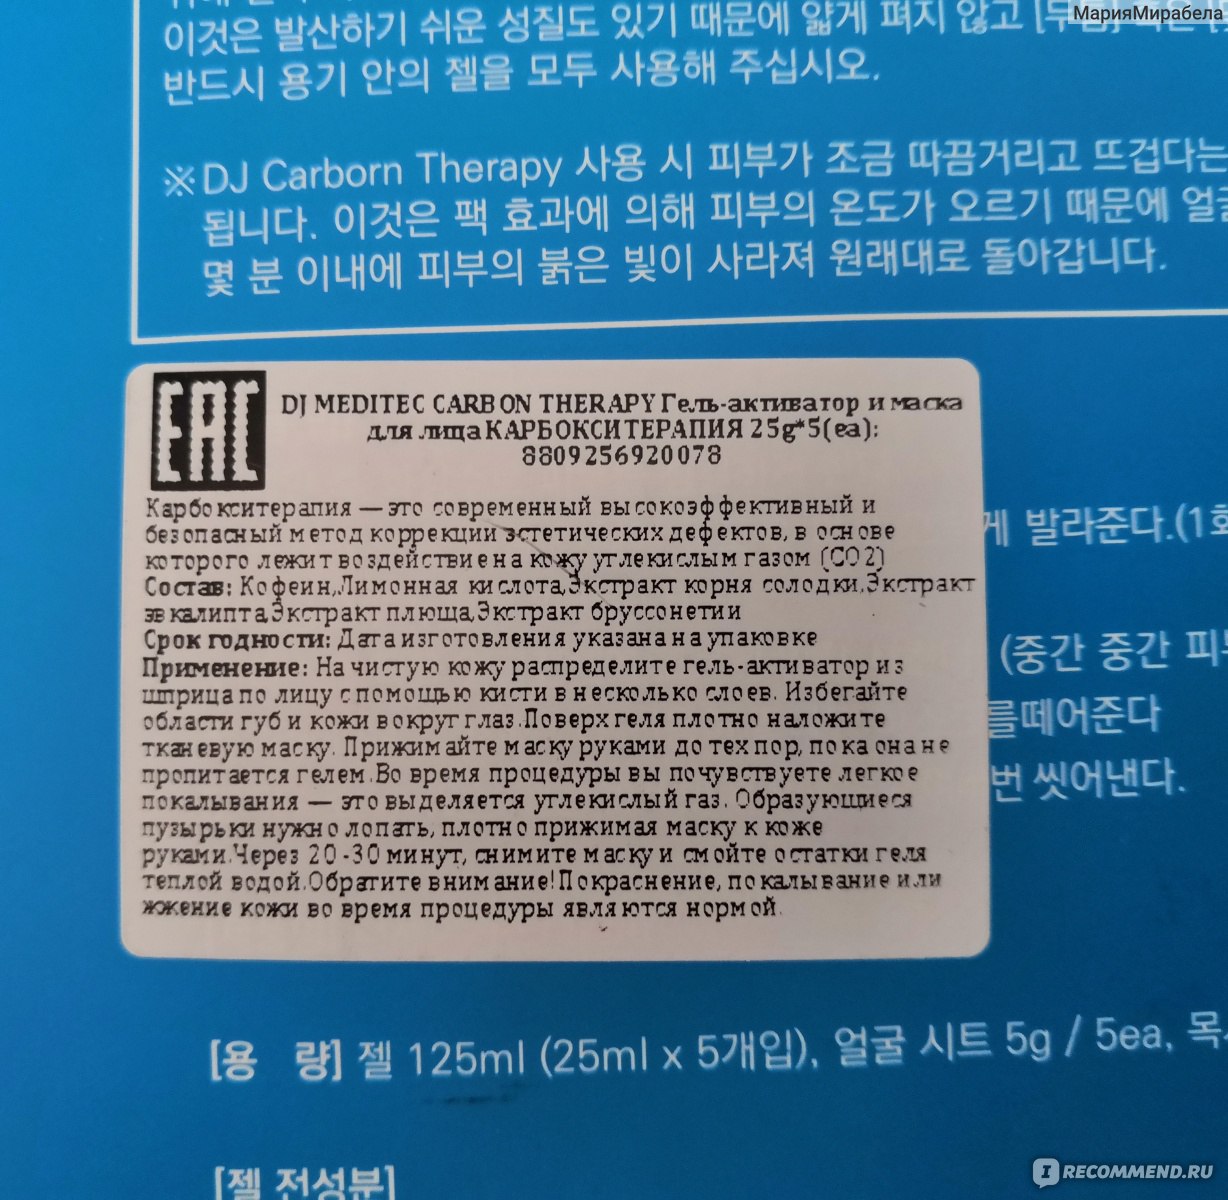 МарияМирабела
이것은 발산하기 쉬운 성질도 있기 때문에 얇게 펴지 않고
반드시 용기 안의 젤을 모두 사용해 주십시오.
※ DJ Carborn Therapy 사용 시 피부가 조금 따끔거리고 뜨겁다는
됩니다. 이것은 팩 효과에 의해 피부의 온도가 오르기 때문에
몇 분 이내에 피부의 붉은 빛이 사라져 원래대로 돌아갑니다.
EAC
DJ MEDITEC CARBON THERAPY Гель-активатор и маска
для лица КАРБОКСИТЕРАПИЯ 25g*5(ea):
8809256920078
Карбокситерапия — это современный высокоэффективный и
безопасный метод коррекции эстетических дефектов, в основе
которого лежит воздействие на кожу углекислым газом (CO2)
Состав: Кофеин,Лимонная кислота,Экстракт корня солодки,Экстракт
эвкалипта,Экстракт плюща,Экстракт бруссонетии
Срок годности: Дата изготовления указана на упаковке
Применение: На чистую кожу распределите гель-активатор из
шприца по лицу с помощью кисти в несколько слоев. Избегайте
области губ и кожи вокруг глаз.Поверх геля плотно наложите
тканевую маску. Прижимайте маску руками до тех пор, пока она не
пропитается гелем.Во время процедуры вы почувствуете легкое
покалывания — это выделяется углекислый газ. Образующиеся
пузырьки нужно лопать, плотно прижимая маску к коже
руками.Через 20-30 минут, снимите маску и смойте остатки геля
теплой водой.Обратите внимание! Покраснение, покалывание или
жжение кожи во время процедуры являются нормой.
게 발라준다.(1회
(중간 중간 피부
를떼어준다
번 씻어낸다.
[용 량] 젤 125ml (25ml x 5개입), 얼굴 시트 5g / 5ea,
[젤 전성분]
IRECOMMEND.RU